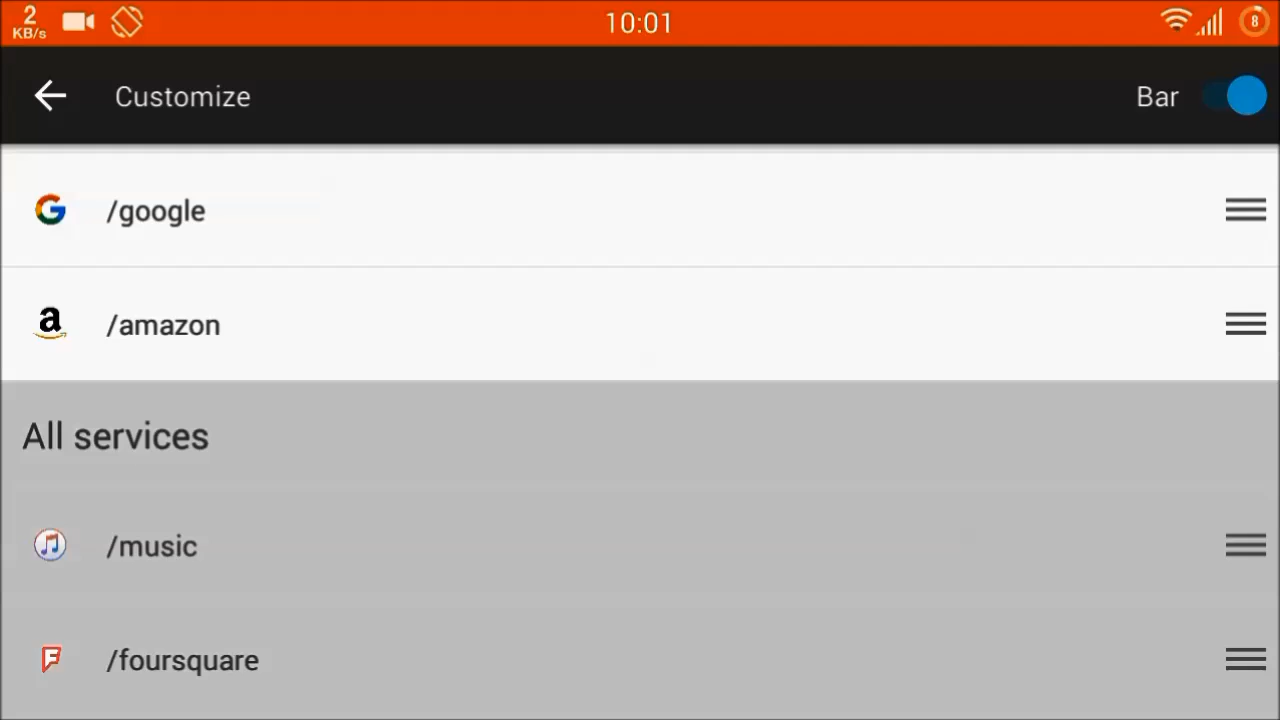 2
KB/s
10:01
8
Customize
Bar
/google
/amazon
All services
/music
/foursquare